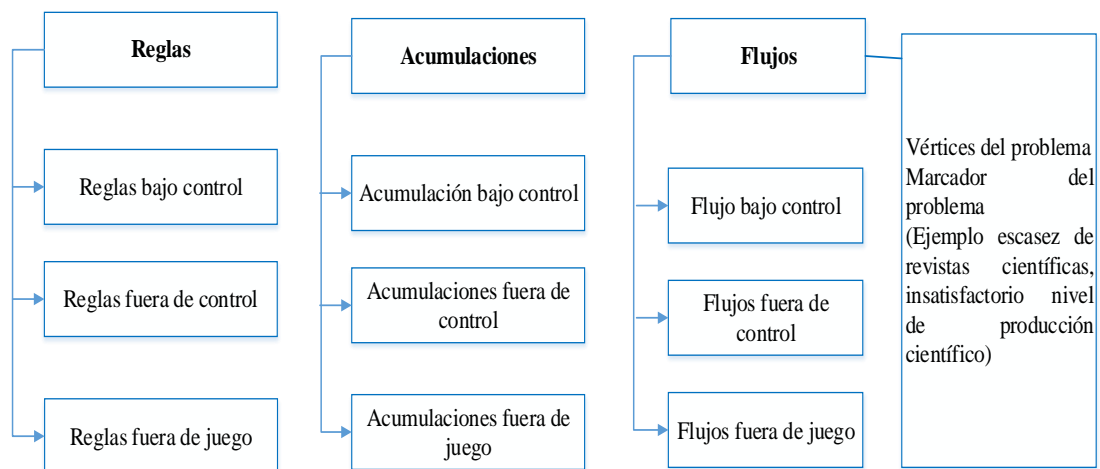 Reglas
Reglas bajo control
Reglas fuera de control
Reglas fuera de juego
Acumulaciones
Acumulación bajo control
Acumulaciones fuera de
control
Acumulaciones fuera de
juego
Flujos
Flujo bajo control
Flujos fuera de
control
Flujos fuera de juego
Vértices del problema
Marcador del
problema
(Ejemplo escasez de
revistas científicas,
insatisfactorio nivel
de producción
científico)